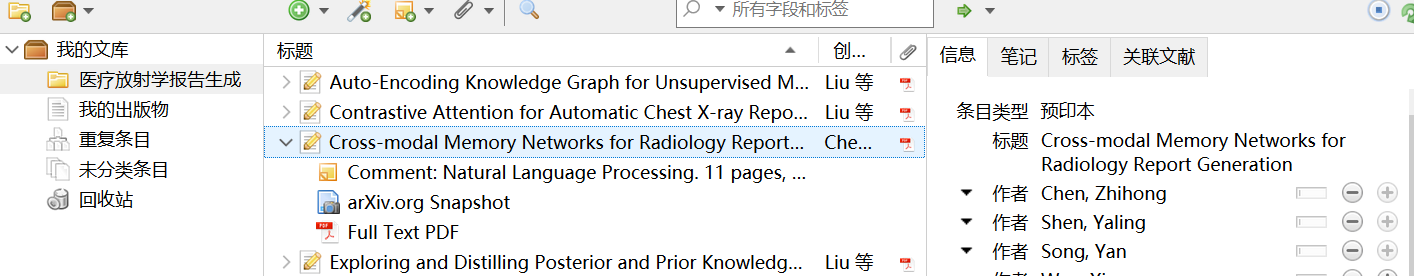 所有字段和标签
我的文库
医疗放射学报告生成
我的出版物
重复条目
未分类条目
回收站
标题 创...
Auto-Encoding Knowledge Graph for Unsupervised M... Liu 等
Contrastive Attention for Automatic Chest X-ray Repo... Liu 等
Cross-modal Memory Networks for Radiology Report... Che...
Comment: Natural Language Processing. 11 pages, ...
arXiv.org Snapshot
Full Text PDF
Exploring and Distilling Posterior and Prior Knowledg... Liu 等
信息 笔记 标签 关联文献
条目类型 预印本
标题 Cross-modal Memory Networks for
Radiology Report Generation
作者 Chen, Zhihong
作者 Shen, Yaling
作者 Song, Yan